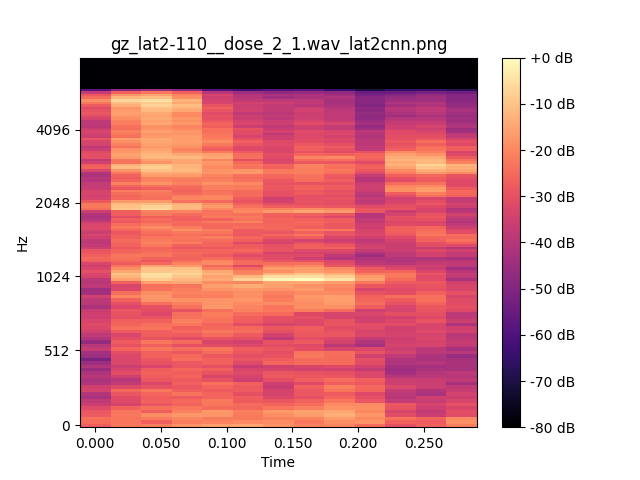 gz_lat2-110__dose_2_1.wav_lat2cnn.png
Hz
4096
2048
1024
512
0
0.000 0.050 0.100 0.150 0.200 0.250
Time
+0 dB
-10 dB
-20 dB
-30 dB
-40 dB
-50 dB
-60 dB
-70 dB
-80 dB